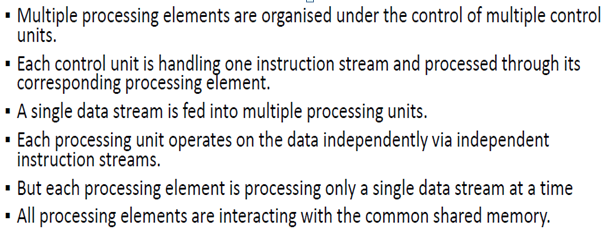 ▪ Multiple processing elements are organised under the control of multiple control
units.
▪ Each control unit is handling one instruction stream and processed through its
corresponding processing element.
▪ A single data stream is fed into multiple processing units.
▪ Each processing unit operates on the data independently via independent
instruction streams.
▪ But each processing element is processing only a single data stream at a time
▪ All processing elements are interacting with the common shared memory.